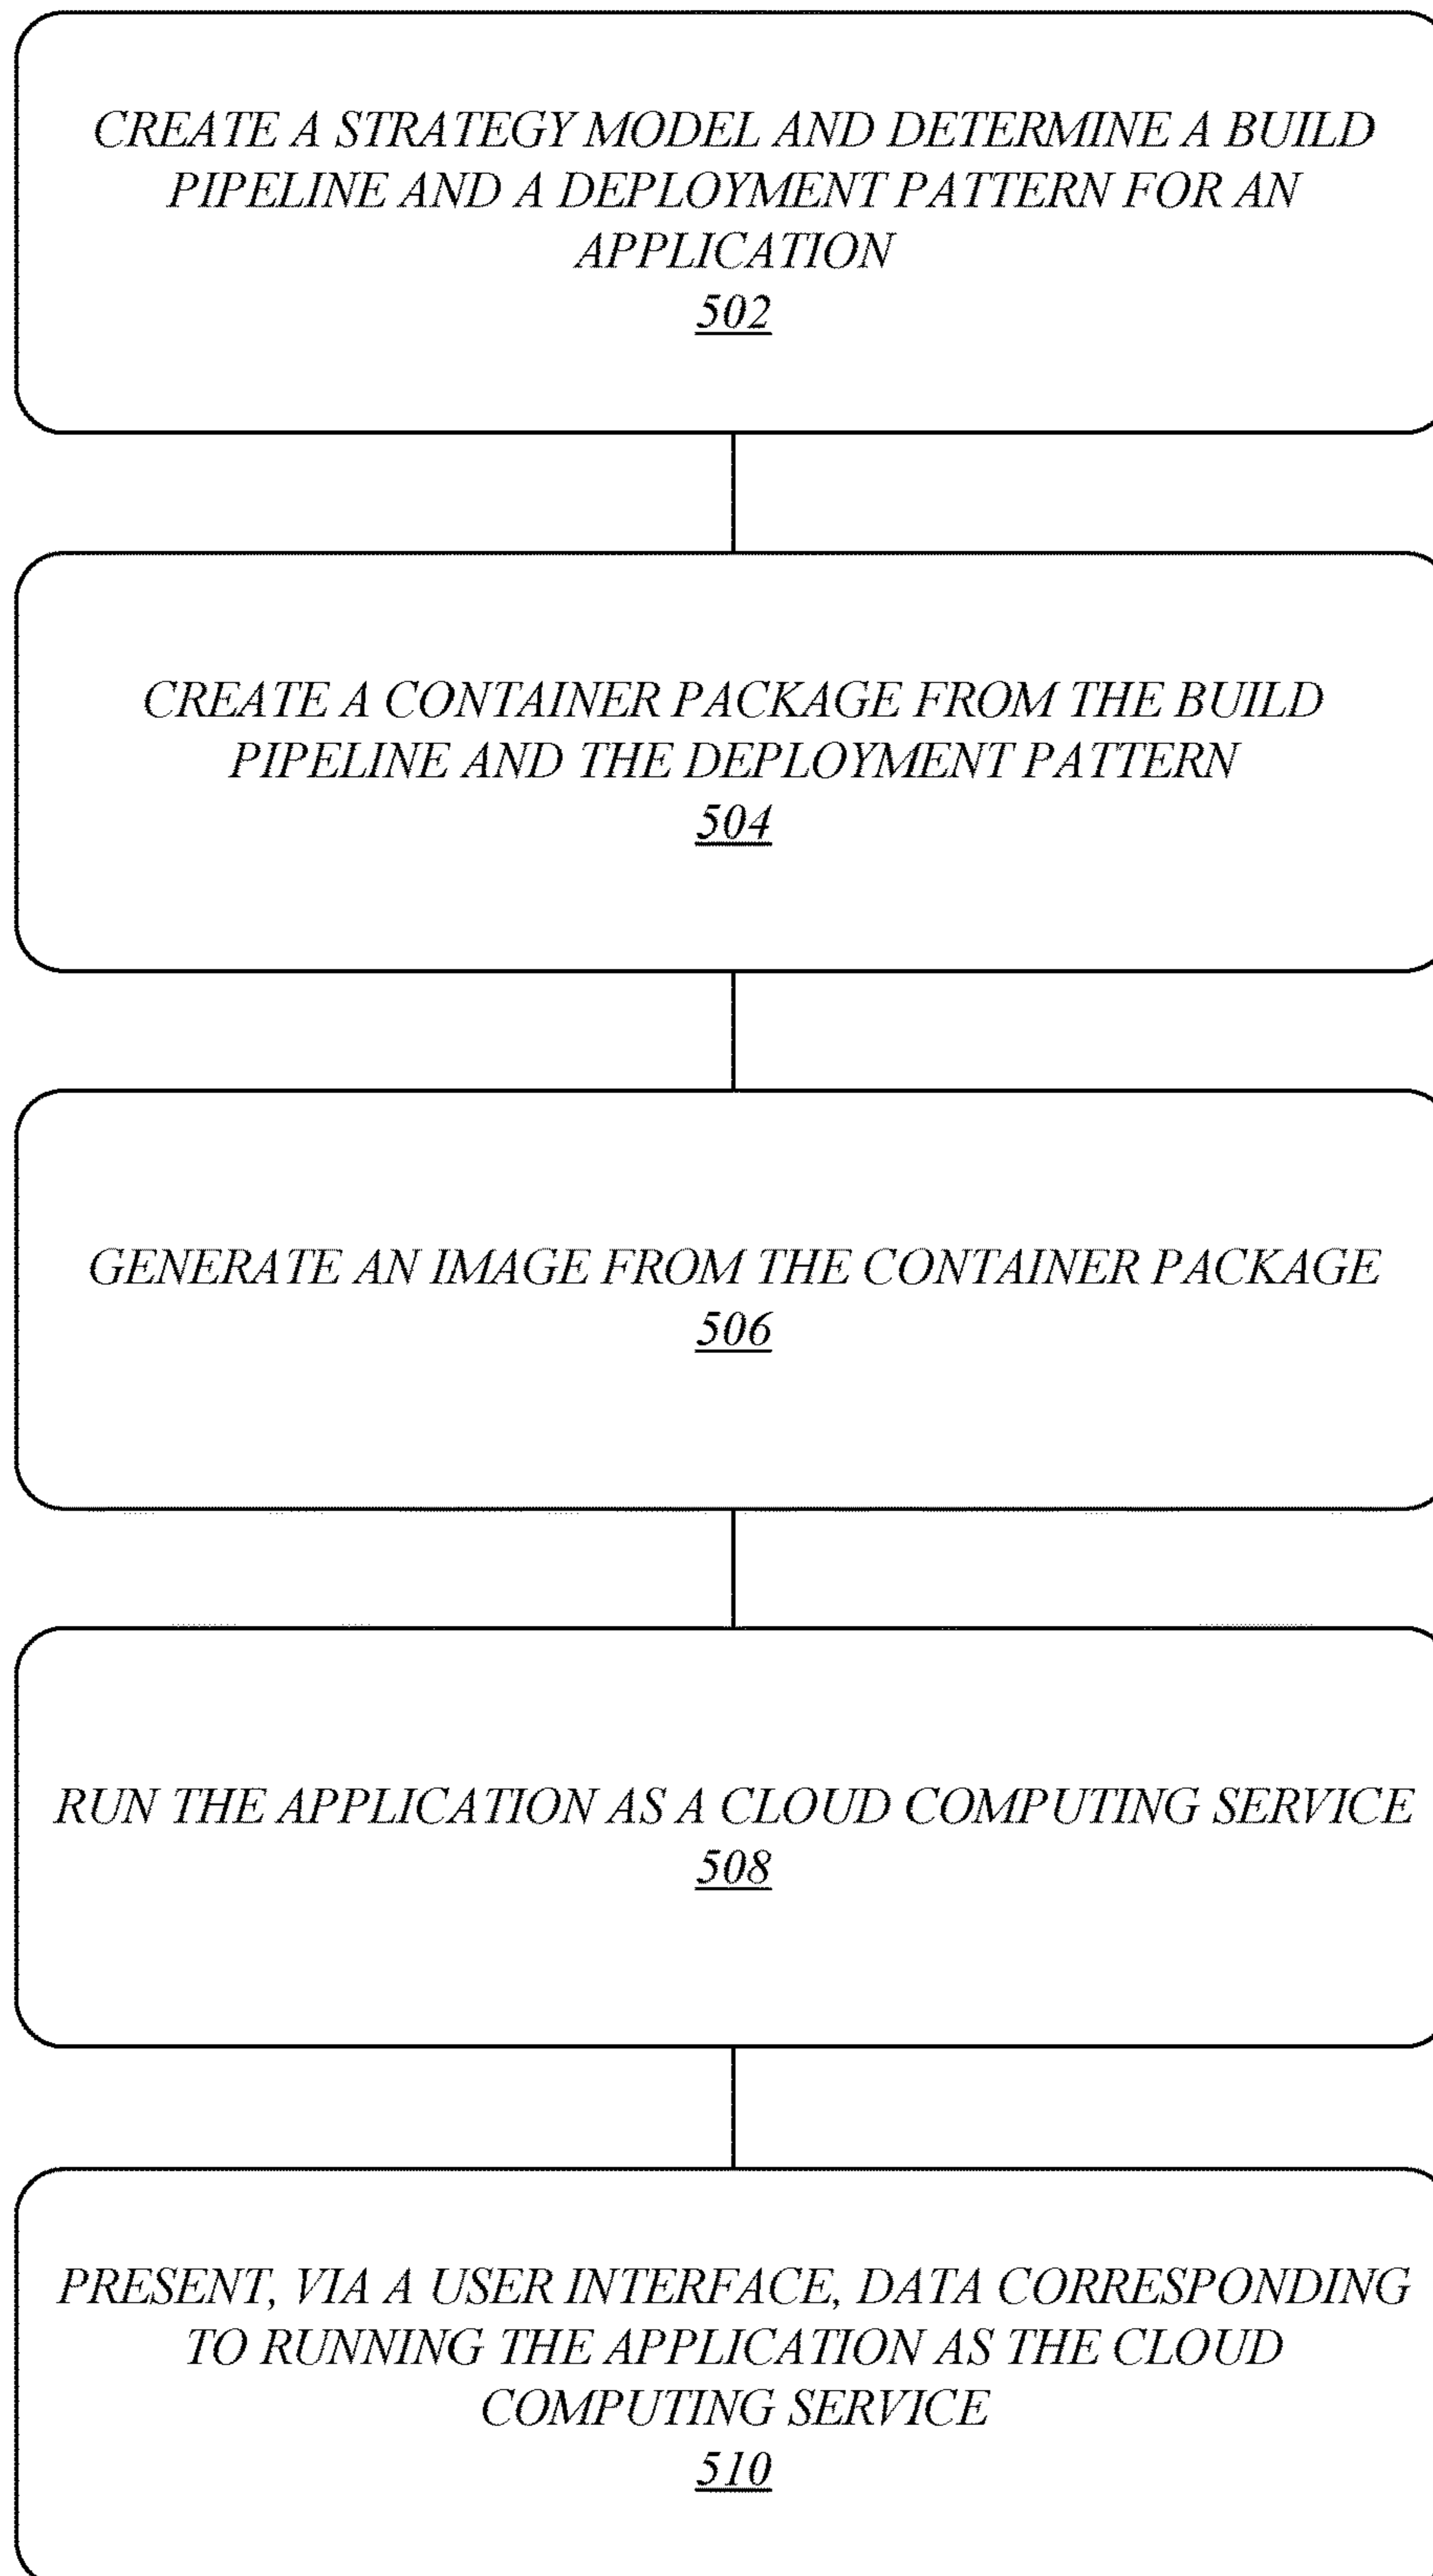 CREATE A STRATEGY MODEL AND DETERMINE A BUILD
PIPELINE AND A DEPLOYMENT PATTERN FOR AN
APPLICATION
502
CREATE A CONTAINER PACKAGE FROM THE BUILD
PIPELINE AND THE DEPLOYMENT PATTERN
504
GENERATE AN IMAGE FROM THE CONTAINER PACKAGE
506
RUN THE APPLICATION AS A CLOUD COMPUTING SERVICE
508
PRESENT, VIA A USER INTERFACE, DATA CORRESPONDING
TO RUNNING THE APPLICATION AS THE CLOUD
COMPUTING SERVICE
510